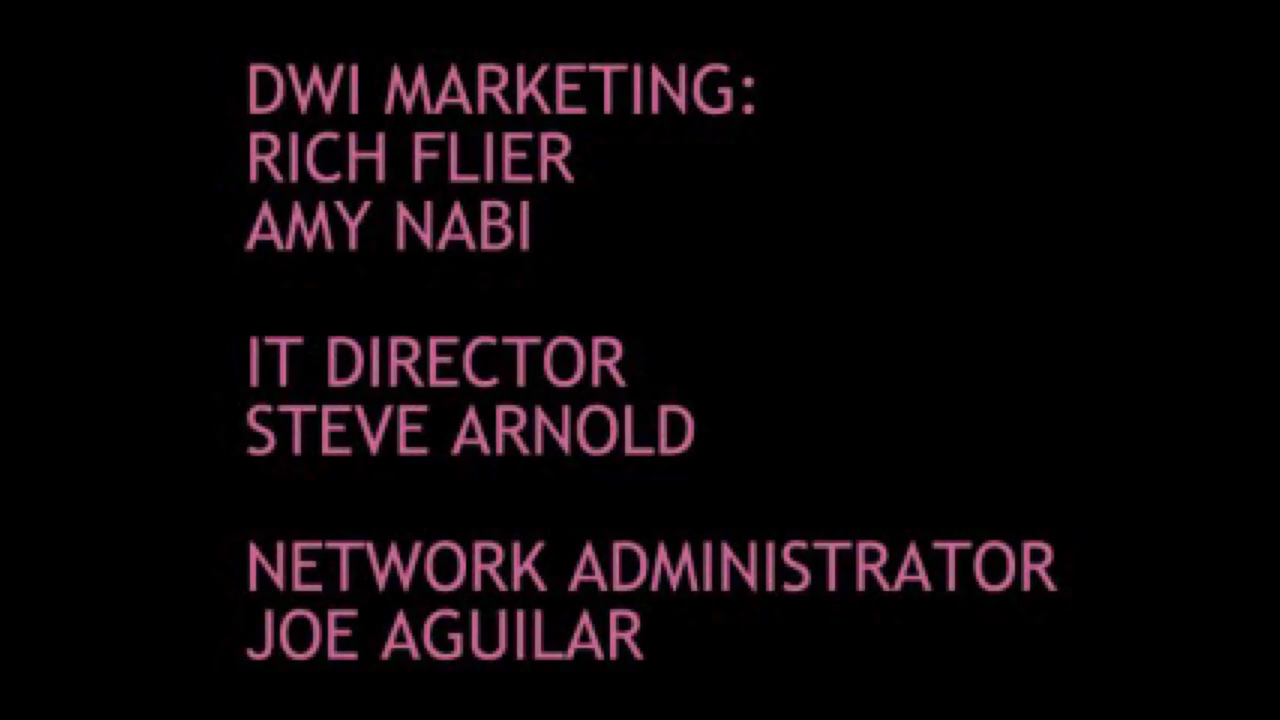 DWI MARKETING:
RICH FLIER
AMY NABI
IT DIRECTOR
STEVE ARNOLD
NETWORK ADMINISTRATOR
JOE AGUILAR